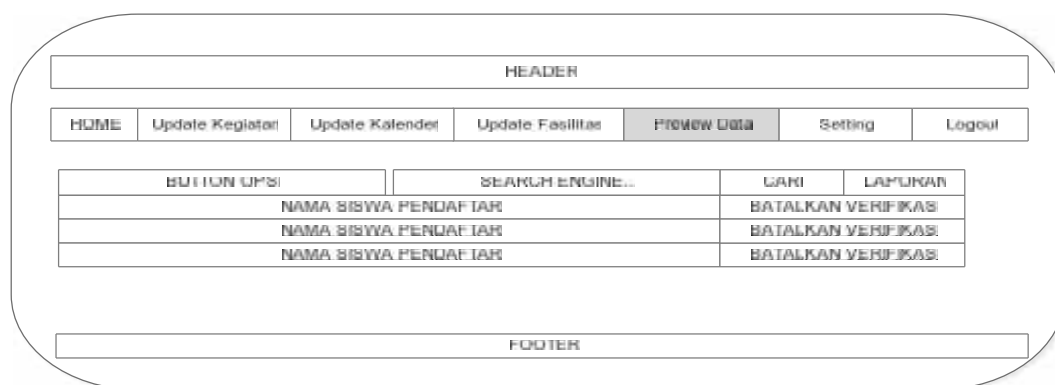 HEADER
HOME Update Kegiatan Update Kalender Update Fasilitas Preview Data Setting Logout
BUTTON OPSI SEARCH ENGINE... CARI LAPORAN
NAMA SISWA PENDAFTAR BATALKAN VERIFIKASI
NAMA SISWA PENDAFTAR BATALKAN VERIFIKASI
NAMA SISWA PENDAFTAR BATALKAN VERIFIKASI
FOOTER